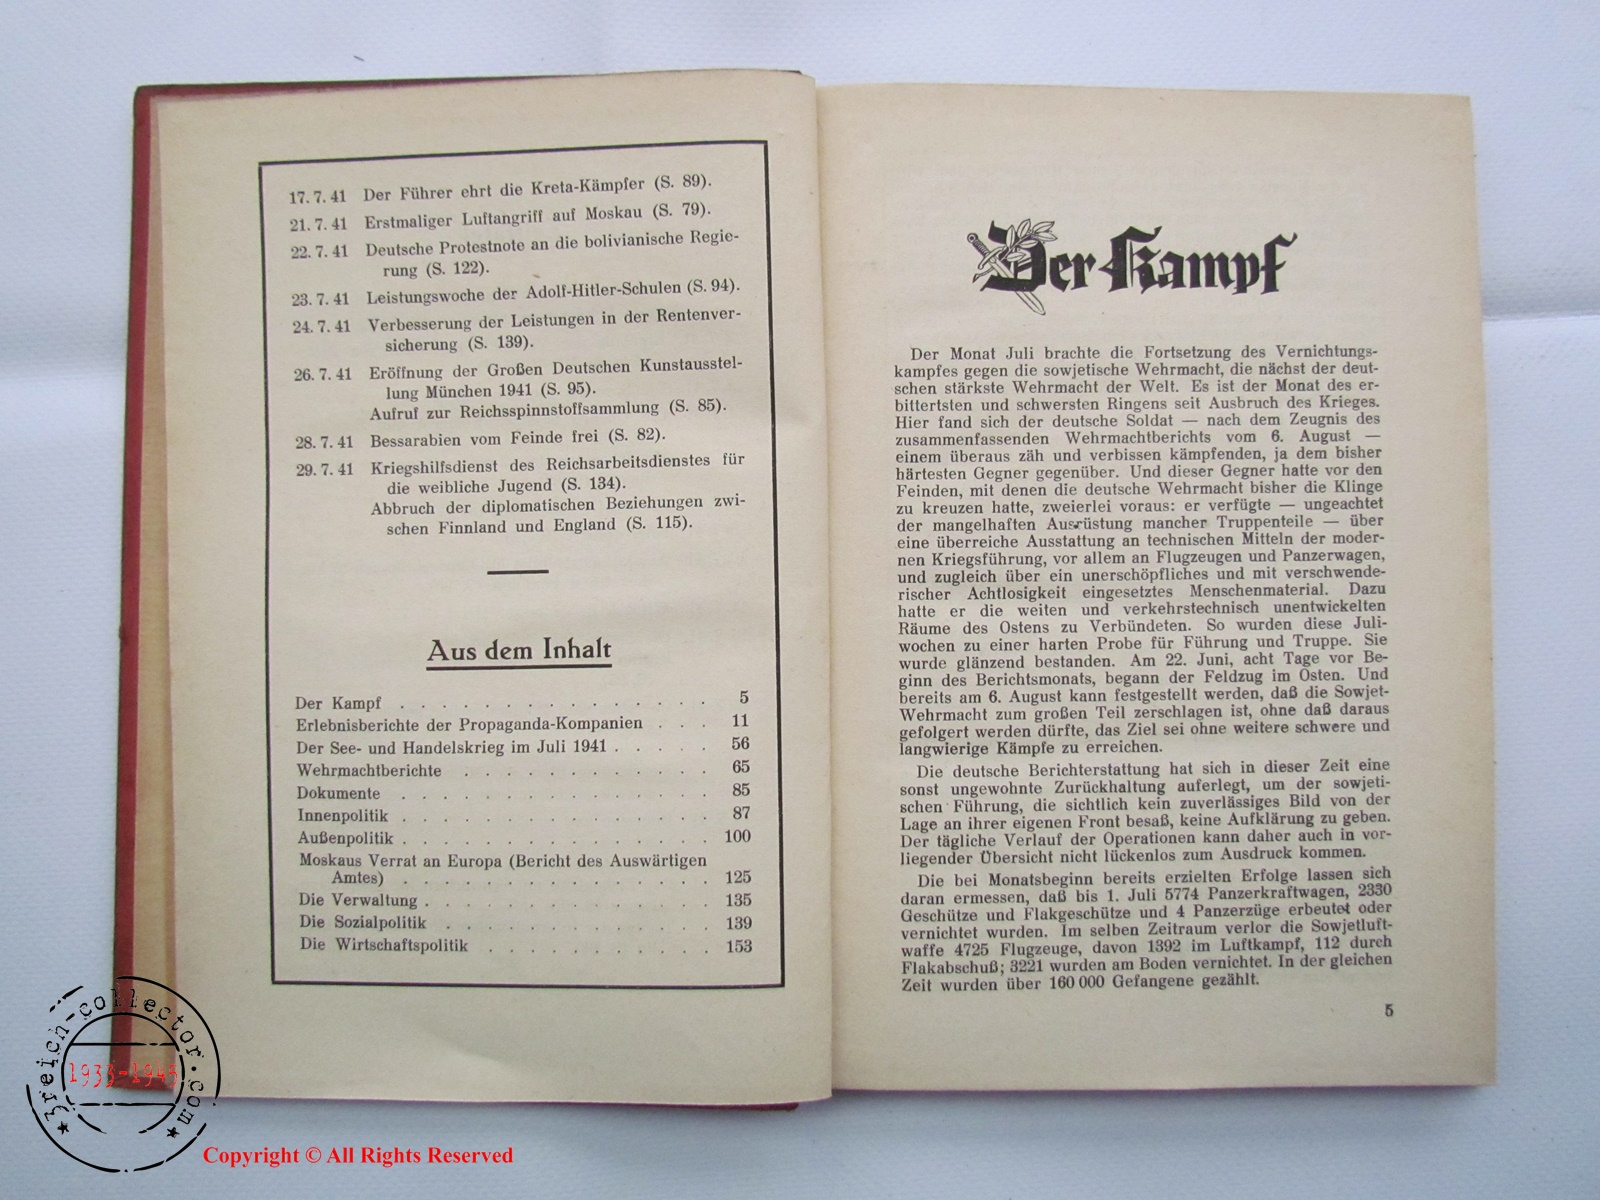 17. 7. 41 Der Führer ehrt die Kreta-Kämpfer (S. 89).
21. 7. 41 Erstmaliger Luftangriff auf Moskau (S. 79).
22. 7. 41 Deutsche Protestnote an die bolivianische Regie-
rung (S. 122).
23. 7. 41 Leistungswoche der Adolf-Hitler-Schulen (S. 94).
24. 7. 41 Verbesserung der Leistungen in der Rentenver-
sicherung (S. 139).
26. 7. 41 Eröffnung der Großen Deutschen Kunstausstel-
lung München 1941 (S. 95).
Aufruf zur Reichsspinnstoffsammlung (S. 85).
28. 7. 41 Bessarabien vom Feinde frei (S. 82).
29. 7. 41 Kriegshilfsdienst des Reichsarbeitsdienstes für
die weibliche Jugend (S. 134).
Abbruch der diplomatischen Beziehungen zwi-
schen Finnland und England (S. 115).
Aus dem Inhalt
Der Kampf . . . . . . . . . . . . . . 5
Erlebnisberichte der Propaganda-Kompanien . . . 11
Der See- und Handelskrieg im Juli 1941 . . . . 56
Wehrmachtberichte . . . . . . . . . . . 65
Dokumente . . . . . . . . . . . . . . 85
Innenpolitik . . . . . . . . . . . . . . 87
Außenpolitik . . . . . . . . . . . . . . 100
Moskaus Verrat an Europa (Bericht des Auswärtigen
Amtes) . . . . . . . . . . . . . . 125
Die Verwaltung . . . . . . . . . . . . . 135
Die Sozialpolitik . . . . . . . . . . . . 139
Die Wirtschaftspolitik . . . . . . . . . . 153
Der Kampf
Der Monat Juli brachte die Fortsetzung des Vernichtungs-
kampfes gegen die sowjetische Wehrmacht, die nächst der deut-
schen stärkste Wehrmacht der Welt. Es ist der Monat des er-
bittertsten und schwersten Ringens seit Ausbruch des Krieges.
Hier fand sich der deutsche Soldat — nach dem Zeugnis des
zusammenfassenden Wehrmachtberichts vom 6. August —
einem überaus zäh und verbissen kämpfenden, ja dem bisher
härtesten Gegner gegenüber. Und dieser Gegner hatte vor den
Feinden, mit denen die deutsche Wehrmacht bisher die Klinge
zu kreuzen hatte, zweierlei voraus: er verfügte — ungeachtet
der mangelhaften Ausrüstung mancher Truppenteile — über
eine überreiche Ausstattung an technischen Mitteln der moder-
nen Kriegsführung, vor allem an Flugzeugen und Panzerwagen,
und zugleich über ein unerschöpfliches und mit verschwende-
rischer Achtlosigkeit eingesetztes Menschenmaterial. Dazu
hatte er die weiten und verkehrstechnisch unentwickelten
Räume des Ostens zu Verbündeten. So wurden diese Juli-
wochen zu einer harten Probe für Führung und Truppe. Sie
wurde glänzend bestanden. Am 22. Juni, acht Tage vor Be-
ginn des Berichtsmonats, begann der Feldzug im Osten. Und
bereits am 6. August kann festgestellt werden, daß die Sowjet-
Wehrmacht zum großen Teil zerschlagen ist, ohne daß daraus
gefolgert werden dürfte, das Ziel sei ohne weitere schwere und
langwierige Kämpfe zu erreichen.
Die deutsche Berichterstattung hat sich in dieser Zeit eine
sonst ungewohnte Zurückhaltung auferlegt, um der sowjeti-
schen Führung, die sichtlich kein zuverlässiges Bild von der
Lage an ihrer eigenen Front besaß, keine Aufklärung zu geben.
Der tägliche Verlauf der Operationen kann daher auch in vor-
liegender Übersicht nicht lückenlos zum Ausdruck kommen.
Die bei Monatsbeginn bereits erzielten Erfolge lassen sich
daran ermessen, daß bis 1. Juli 5774 Panzerkraftwagen, 2330
Geschütze und Flakgeschütze und 4 Panzerzüge erbeutet oder
vernichtet wurden. Im selben Zeitraum verlor die Sowjetluft-
waffe 4725 Flugzeuge, davon 1392 im Luftkampf, 112 durch
Flakabschuß; 3221 wurden am Boden vernichtet. In der gleichen
Zeit wurden über 160 000 Gefangene gezählt.
5
*3reich-collector.com*
1933-1945
Copyright © All Rights Reserved